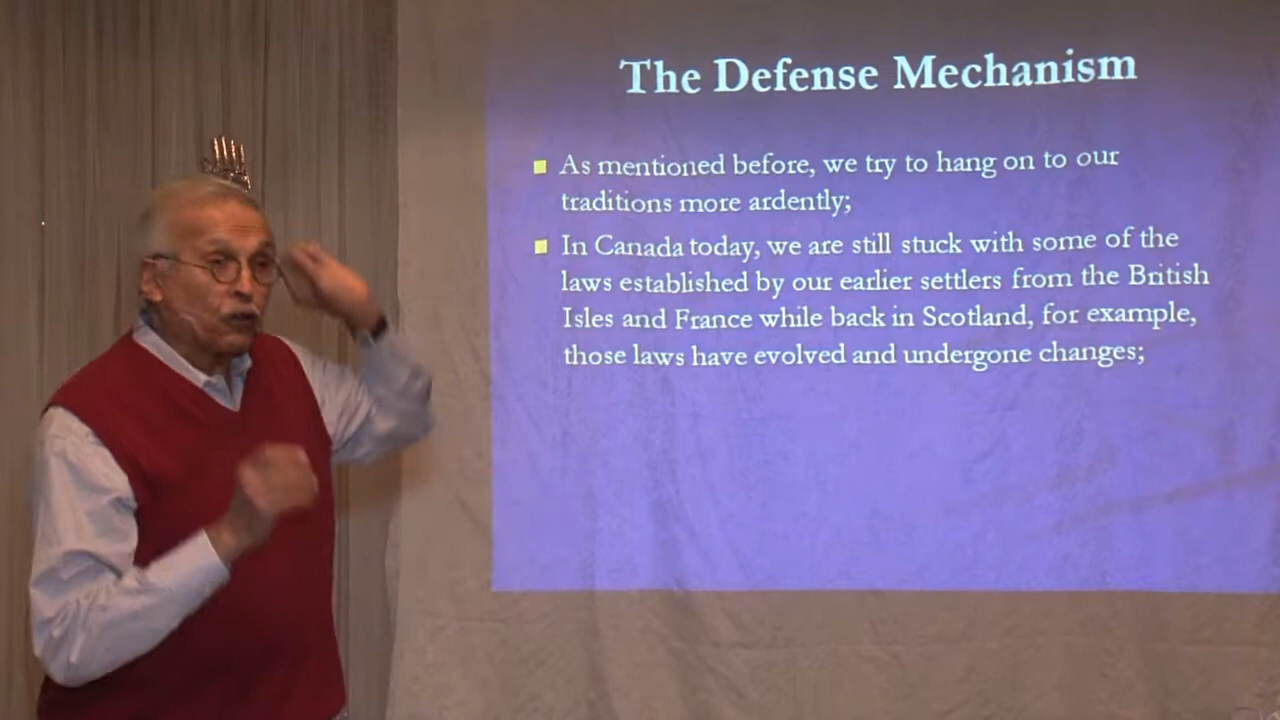 The Defense Mechanism
As mentioned before, we try to hang on to our
traditions more ardently;
In Canada today, we are still stuck with some of the
laws established by our earlier settlers from the British
Isles and France while back in Scotland, for example,
those laws have evolved and undergone changes;